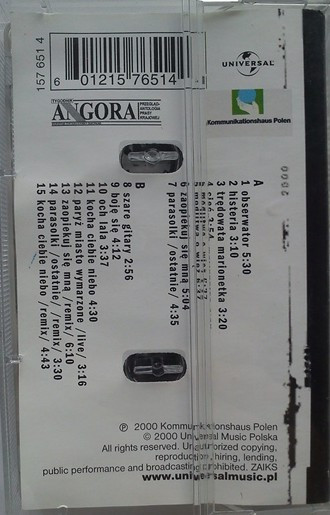 157 651 4
6 01215 76514
UNIVERSAL
TYGODNIK
ANGORA
PRZEGLĄD
PRASY
KRAJOWEJ
Kommunikationshaus Polen
A
1 obserwator 5:30
2 histeria 3:10
3 trędowata marionetka 3:20
6 zaopiekuj się mną 5:04
7 parasolki /ostatnie/ 4:35
B
8 szare gitary 2:56
9 boję się 4:12
10 och lala 3:37
11 kocha ciebie niebo 4:30
12 paryż miasto wymarzone /live/ 3:16
13 zaopiekuj się mną /remix/ 6:10
14 parasolki /ostatnie/ /remix/ 3:30
15 kocha ciebie niebo /remix/ 4:43
℗ 2000 Kommunikationshaus Polen
© 2000 Universal Music Polska
All rights reserved. Unauthorized copying,
reproduction, hiring, lending,
public performance and broadcasting prohibited. ZAIKS
www.universalmusic.pl